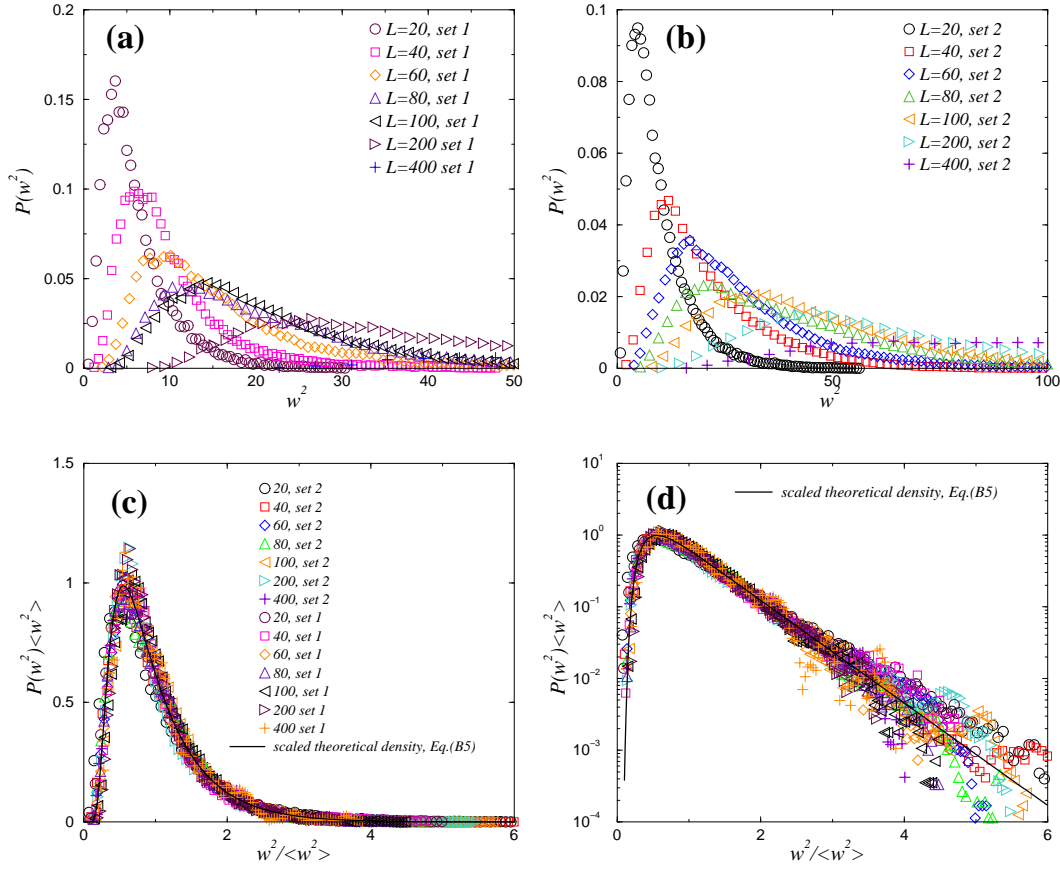 (a)
L=20, set 1
L=40, set 1
L=60, set 1
L=80, set 1
L=100, set 1
L=200 set 1
L=400 set 1
0.2
0.15
0.1
0.05
0
P(w²)
0 10 20 30 40 50
w²
(b)
L=20, set 2
L=40, set 2
L=60, set 2
L=80, set 2
L=100, set 2
L=200, set 2
L=400, set 2
0.1
0.08
0.06
0.04
0.02
0
P(w²)
0 50 100
w²
(c)
20, set 2
40, set 2
60, set 2
80, set 2
100, set 2
200, set 2
400, set 2
20, set 1
40, set 1
60, set 1
80, set 1
100, set 1
200 set 1
400 set 1
scaled theoretical density, Eq.(B5)
1.5
1
0.5
0
P(w²)<w²>
0 2 4 6
w²/<w²>
(d)
scaled theoretical density, Eq.(B5)
10¹
10⁰
10⁻¹
10⁻²
10⁻³
10⁻⁴
P(w²)<w²>
0 2 4 6
w²/<w²>